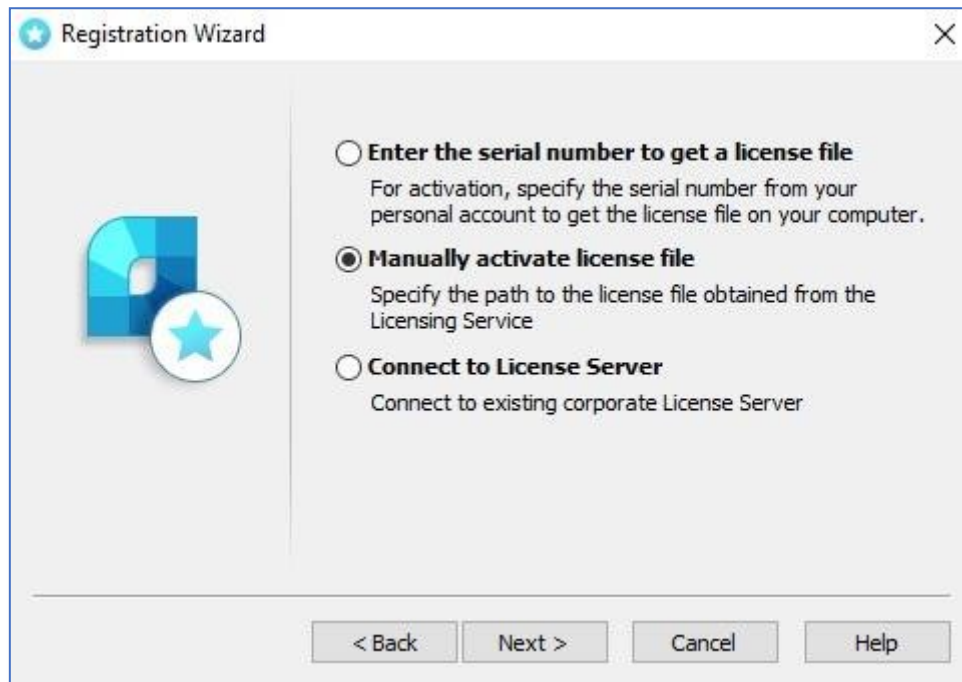 Registration Wizard
Enter the serial number to get a license file
For activation, specify the serial number from your
personal account to get the license file on your computer.
Manually activate license file
Specify the path to the license file obtained from the
Licensing Service
Connect to License Server
Connect to existing corporate License Server
< Back Next > Cancel Help